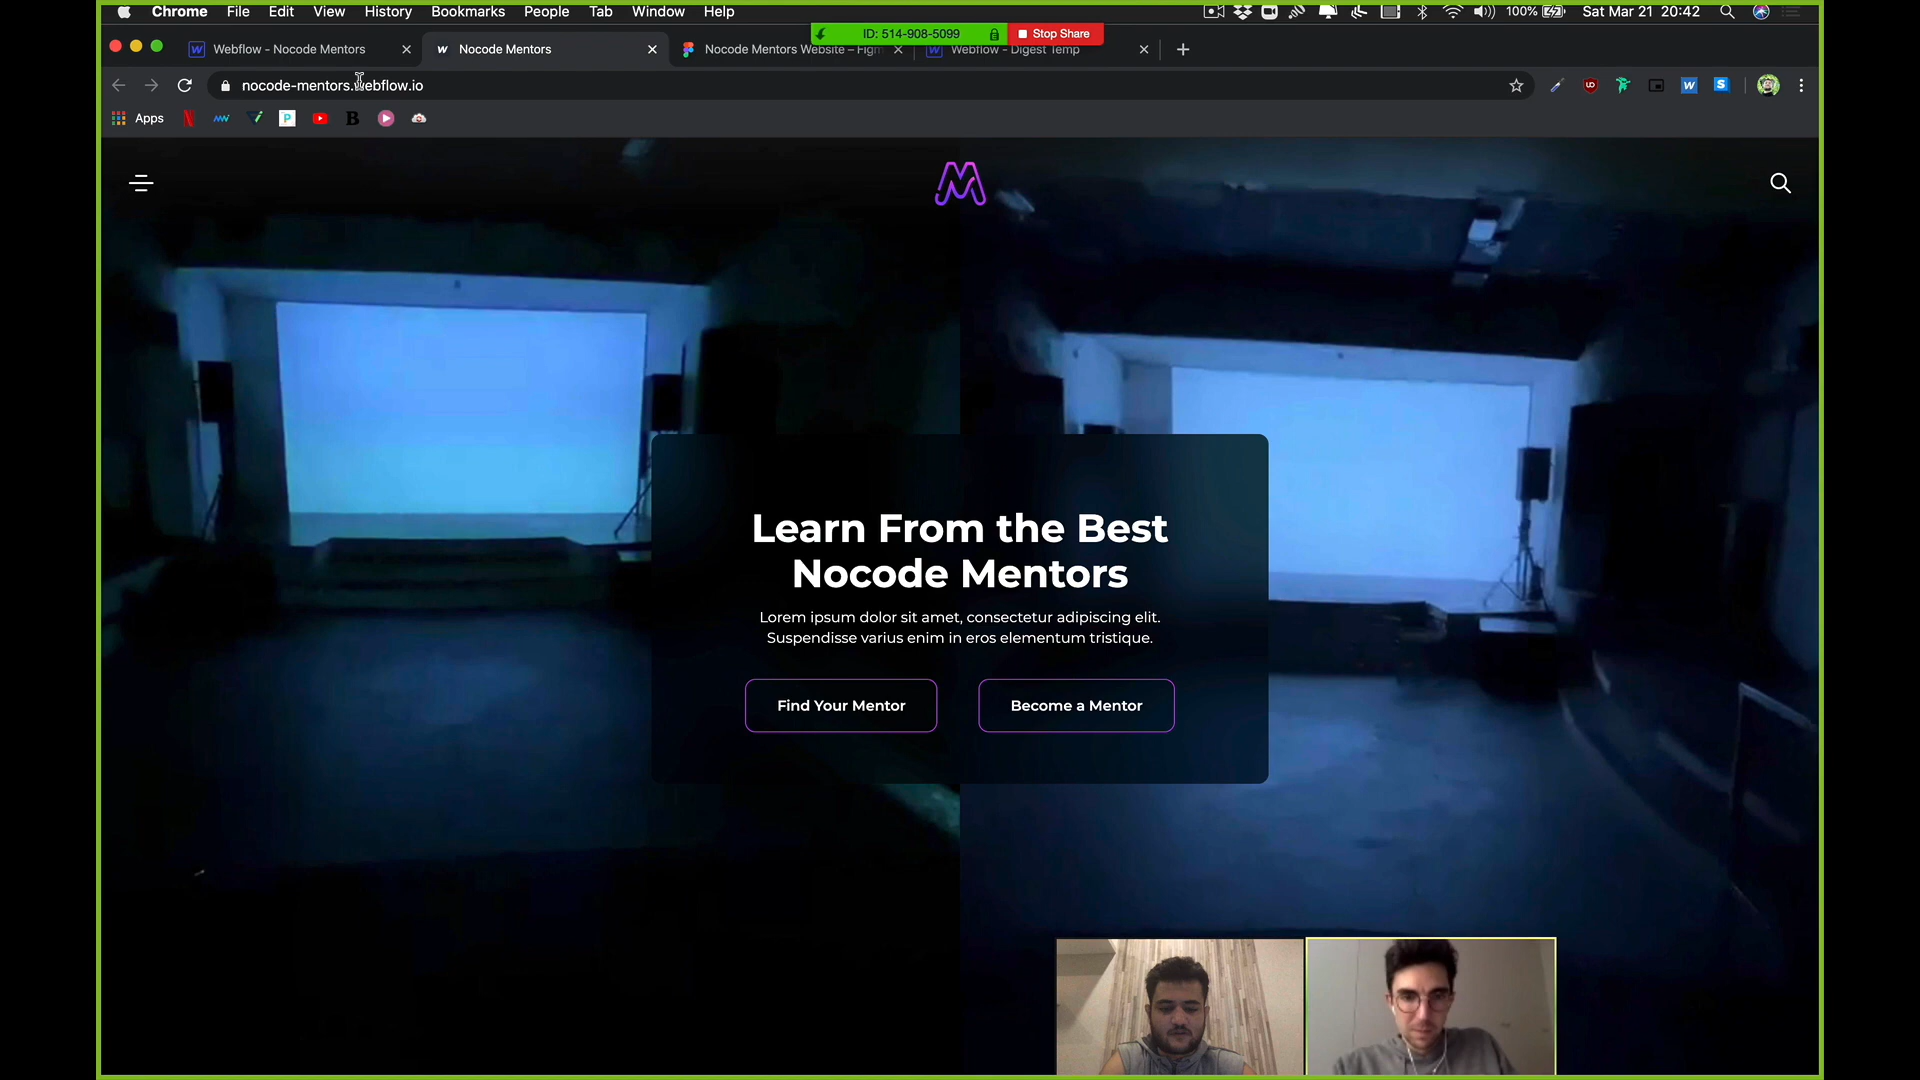 Chrome File Edit View History Bookmarks People Tab Window Help
100% Sat Mar 21 20:42
ID: 514-908-5099 Stop Share
Webflow - Nocode Mentors
Nocode Mentors
Nocode Mentors Website – Figm
Webflow - Digest Temp
nocode-mentors.webflow.io
Apps
Learn From the Best
Nocode Mentors
Lorem ipsum dolor sit amet, consectetur adipiscing elit.
Suspendisse varius enim in eros elementum tristique.
Find Your Mentor
Become a Mentor